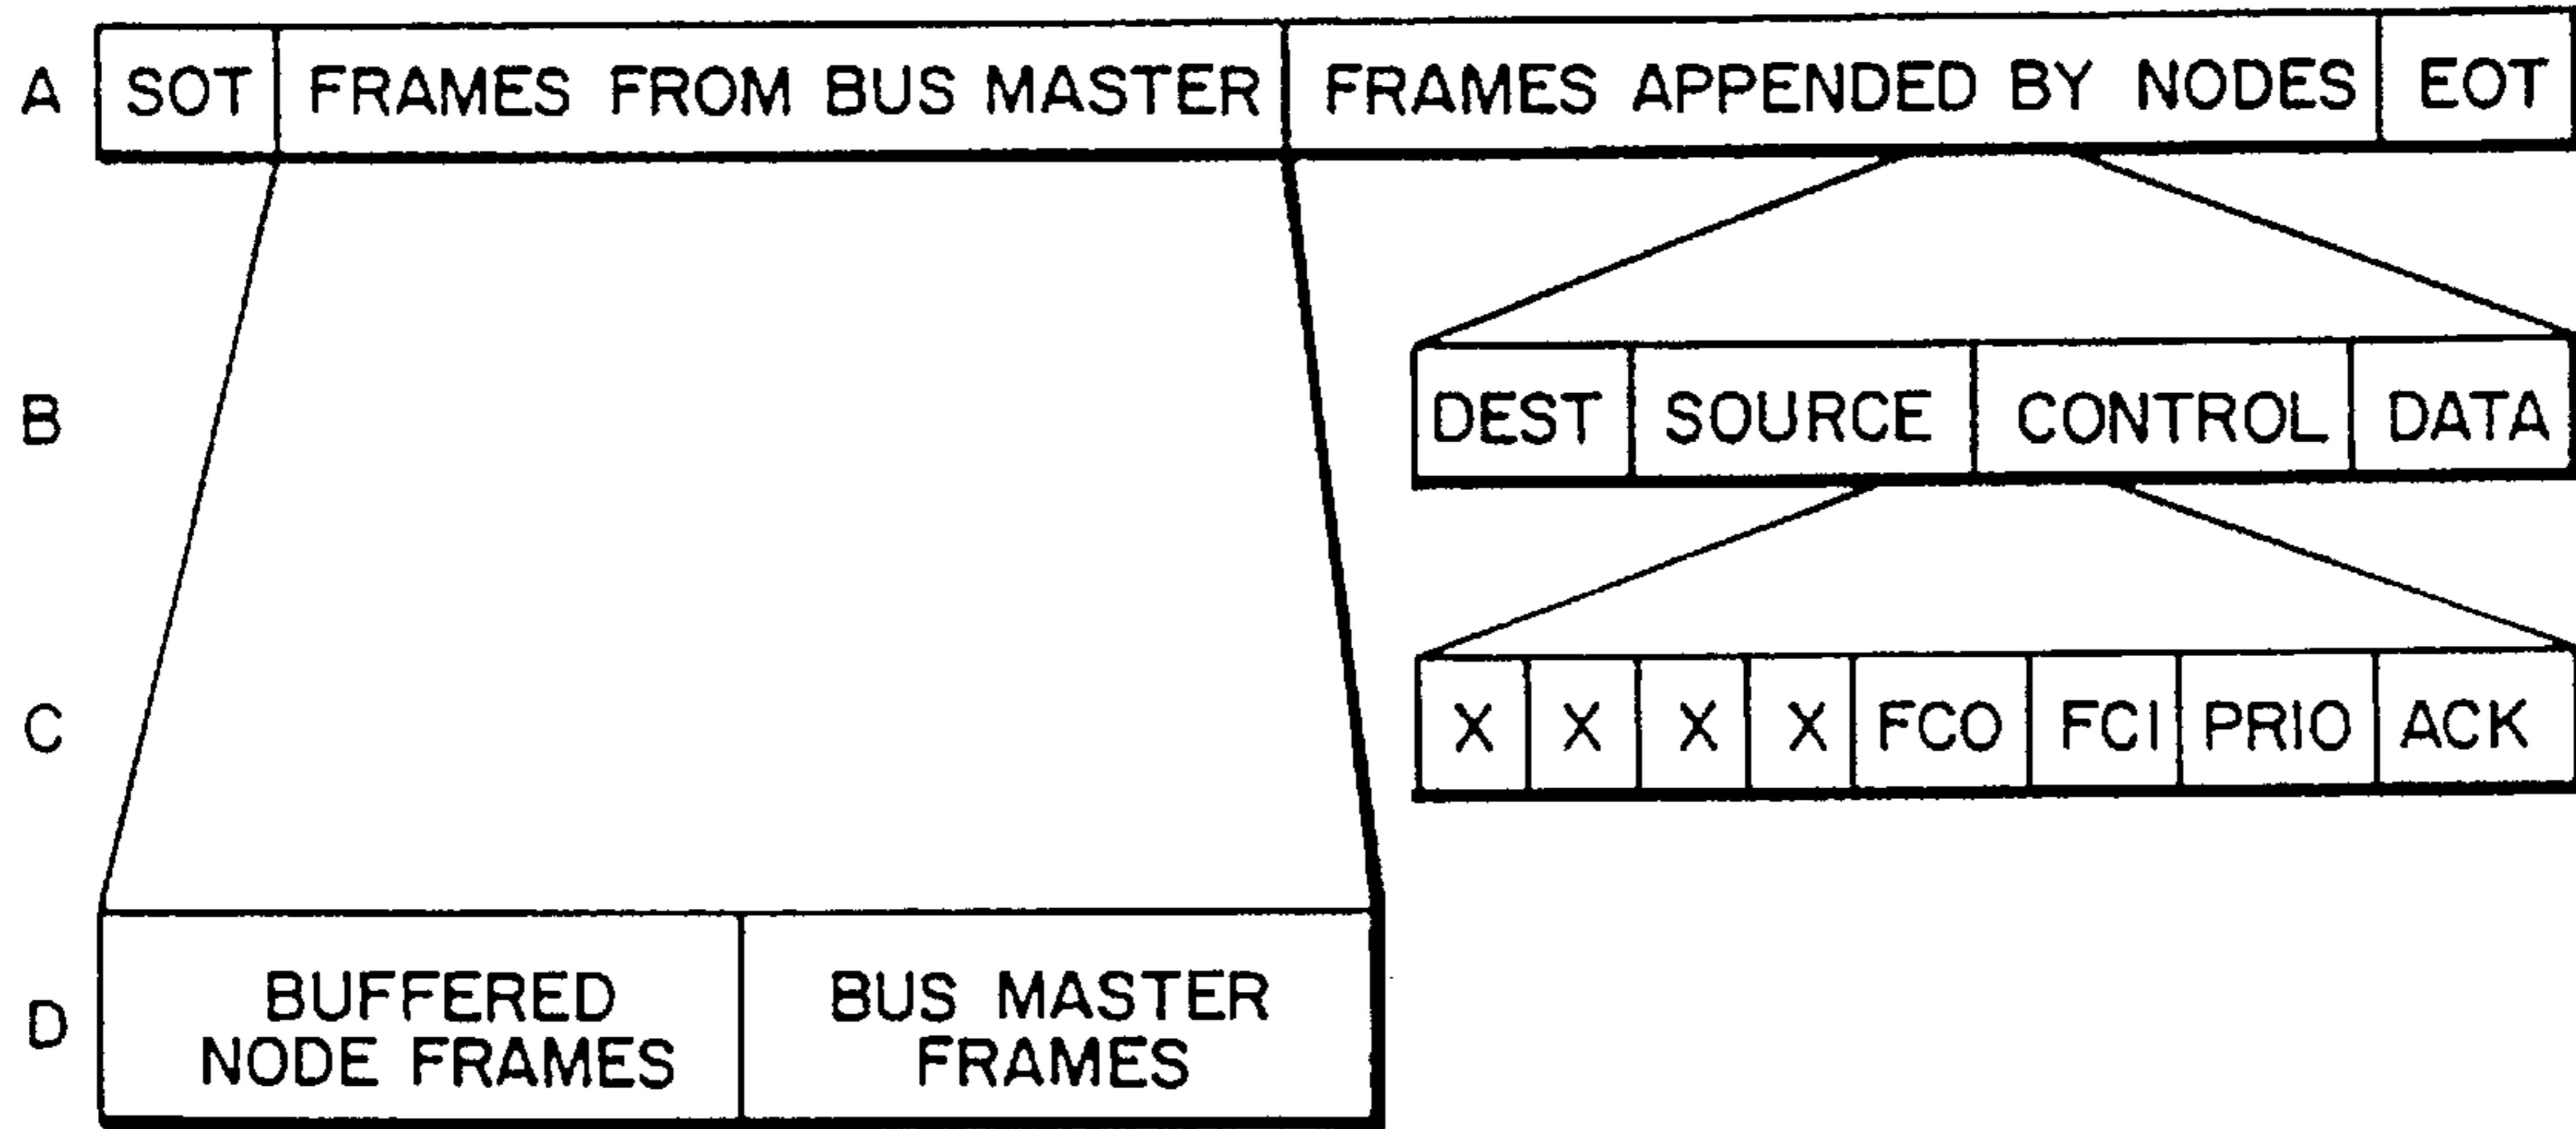 A SOT FRAMES FROM BUS MASTER FRAMES APPENDED BY NODES EOT
B DEST SOURCE CONTROL DATA
C X X X X FCO FCI PRIO ACK
D BUFFERED NODE FRAMES BUS MASTER FRAMES